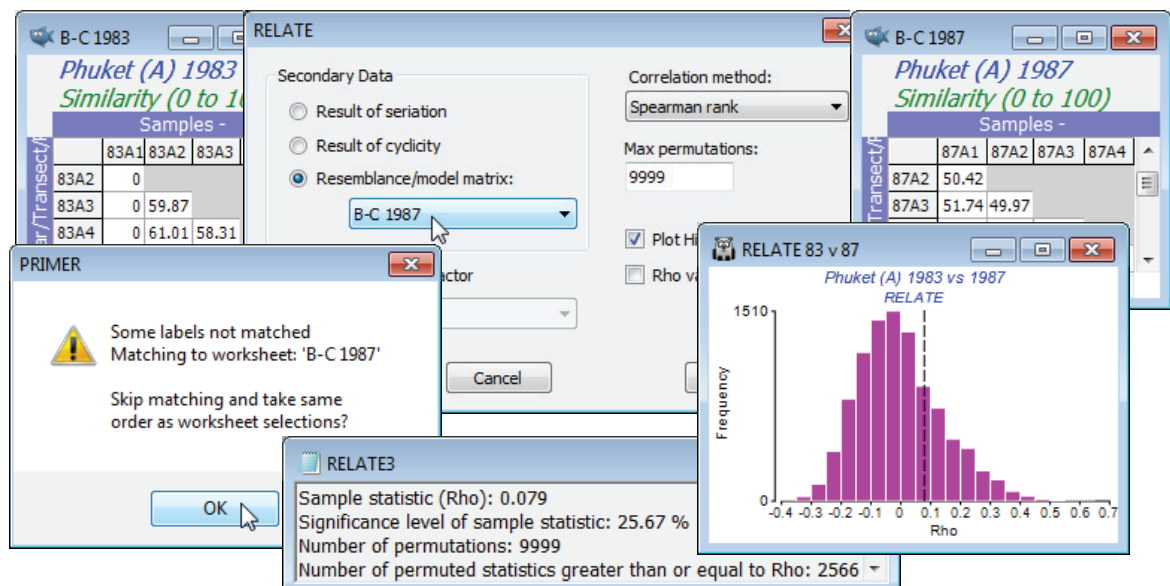 B-C 1983
Phuket (A) 1983
Similarity (0 to 10
Samples -
83A1 83A2 83A3
83A2 0
83A3 0 59.87
83A4 0 61.01 58.31
ar/Transect/
RELATE
Secondary Data
Result of seriation
Result of cyclicity
Resemblance/model matrix:
B-C 1987
actor
Correlation method:
Spearman rank
Max permutations:
9999
Plot Hi
Rho va
Cancel
B-C 1987
Phuket (A) 1987
Similarity (0 to 100)
Samples -
87A1 87A2 87A3 87A4
87A2 50.42
87A3 51.74 49.97
ransect/
PRIMER
Some labels not matched
Matching to worksheet: 'B-C 1987'
Skip matching and take same
order as worksheet selections?
OK
RELATE 83 v 87
Phuket (A) 1983 vs 1987
RELATE
1510
Frequency
0
-0.4 -0.3 -0.2 -0.1 0 0.1 0.2 0.3 0.4 0.5 0.6 0.7
Rho
RELATE3
Sample statistic (Rho): 0.079
Significance level of sample statistic: 25.67 %
Number of permutations: 9999
Number of permuted statistics greater than or equal to Rho: 2566